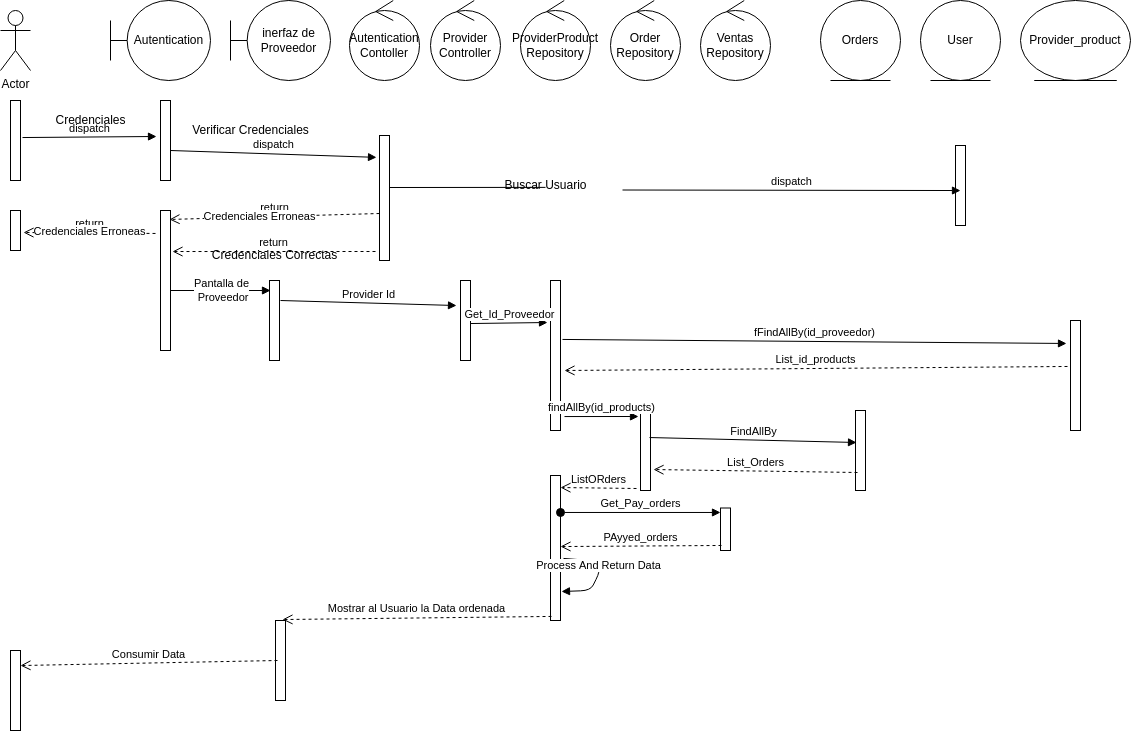 Actor
Autentication
inerfaz de
Proveedor
Autentication
Contoller
Provider
Controller
ProviderProduct
Repository
Order
Repository
Ventas
Repository
Orders
User
Provider_product
Credenciales
dispatch
Verificar Credenciales
dispatch
Buscar Usuario
dispatch
return
Credenciales Erroneas
return
Credenciales Erroneas
return
Credenciales Correctas
Pantalla de
Proveedor
Provider Id
Get_Id_Proveedor
fFindAllBy(id_proveedor)
List_id_products
findAllBy(id_products)
FindAllBy
List_Orders
ListORders
Get_Pay_orders
PAyyed_orders
Process And Return Data
Mostrar al Usuario la Data ordenada
Consumir Data